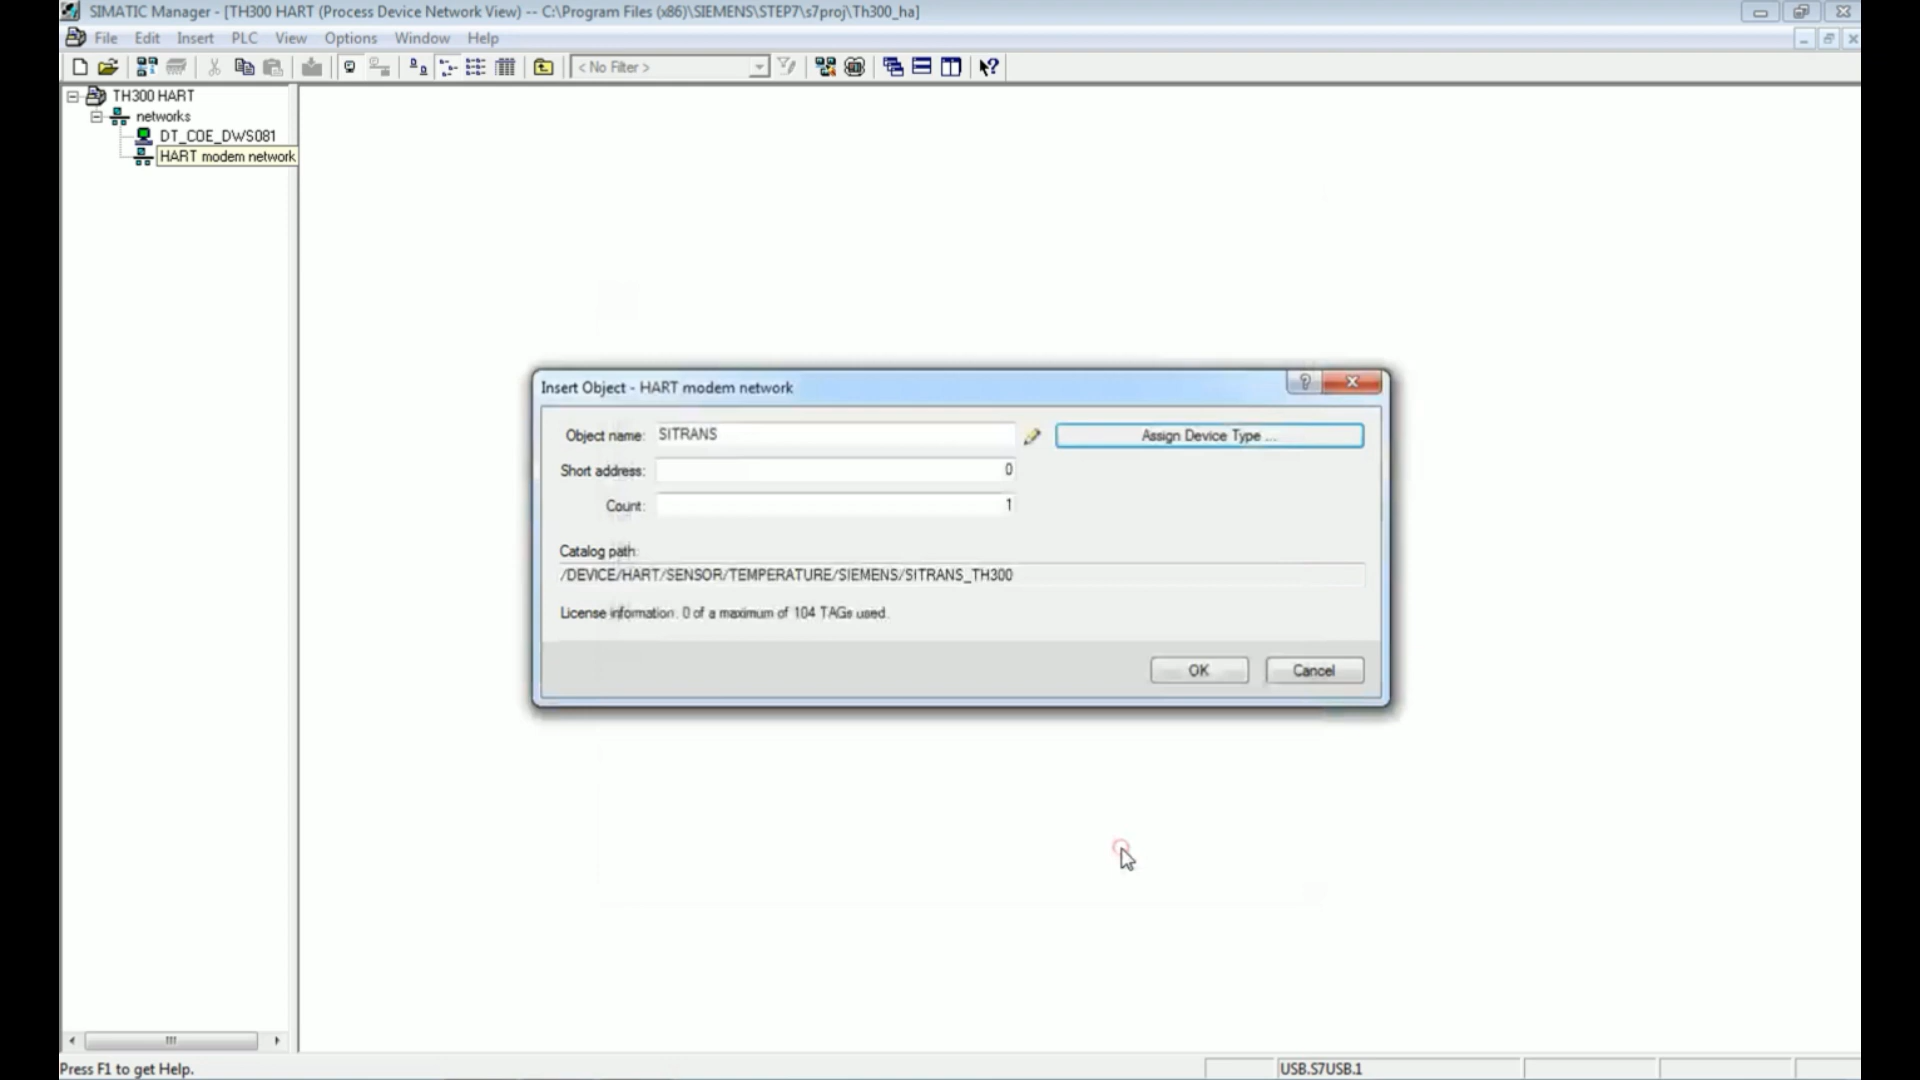 SIMATIC Manager - [TH300 HART (Process Device Network View) -- C:\Program Files (x86)\SIEMENS\STEP7\s7proj\Th300_ha]
File Edit Insert PLC View Options Window Help
< No Filter >
TH300 HART
networks
DT_COE_DWS081
HART modem network
Insert Object - HART modem network
Object name: SITRANS
Assign Device Type ...
Short address: 0
Count: 1
Catalog path:
/DEVICE/HART/SENSOR/TEMPERATURE/SIEMENS/SITRANS_TH300
License information: 0 of a maximum of 104 TAGs used.
OK Cancel
Press F1 to get Help.
USB.S7USB.1